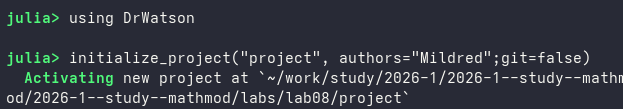 julia> using DrWatson
julia> initialize_project("project", authors="Mildred";git=false)
  Activating new project at `~/work/study/2026-1/2026-1--study--mathm
od/2026-1--study--mathmod/labs/lab08/project`